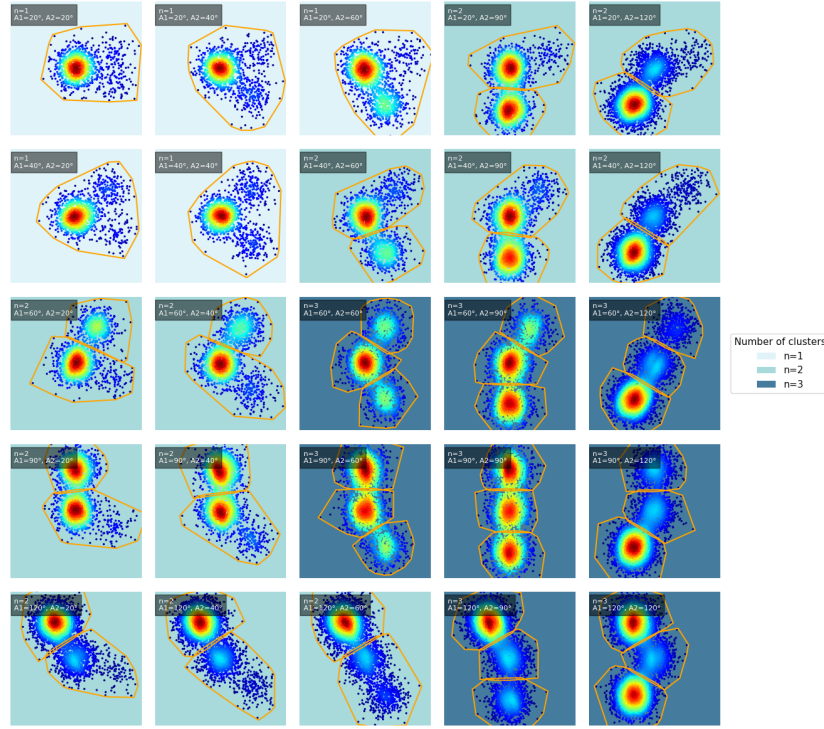 n=1
A1=20°, A2=20°
n=1
A1=20°, A2=40°
n=1
A1=20°, A2=60°
n=2
A1=20°, A2=90°
n=2
A1=20°, A2=120°
n=1
A1=40°, A2=20°
n=1
A1=40°, A2=40°
n=2
A1=40°, A2=60°
n=2
A1=40°, A2=90°
n=2
A1=40°, A2=120°
n=2
A1=60°, A2=20°
n=2
A1=60°, A2=40°
n=3
A1=60°, A2=60°
n=3
A1=60°, A2=90°
n=3
A1=60°, A2=120°
Number of clusters
n=1
n=2
n=3
n=2
A1=90°, A2=20°
n=2
A1=90°, A2=40°
n=3
A1=90°, A2=60°
n=3
A1=90°, A2=90°
n=3
A1=90°, A2=120°
n=2
A1=120°, A2=20°
n=2
A1=120°, A2=40°
n=2
A1=120°, A2=60°
n=3
A1=120°, A2=90°
n=3
A1=120°, A2=120°